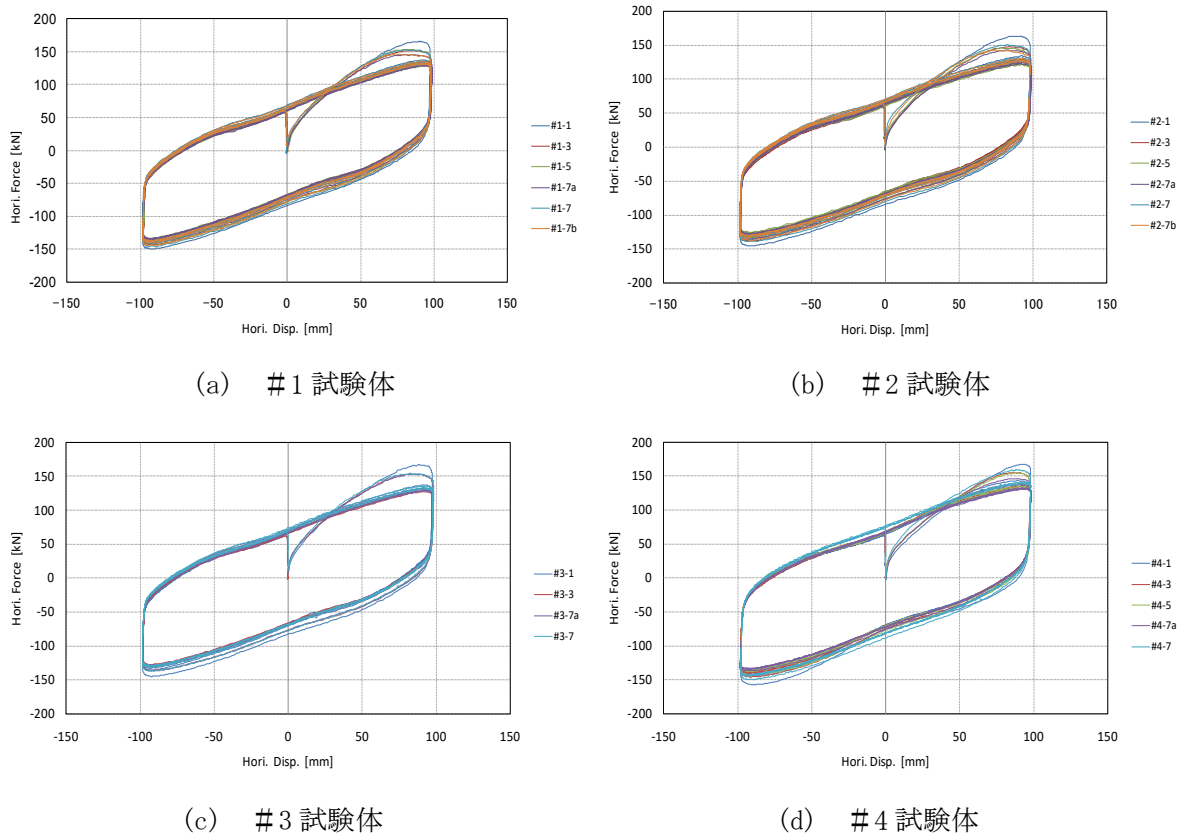 200
150
100
50
0
-50
-100
-150
-200
-150 -100 -50 0 50 100 150
Hori. Force [kN]
Hori. Disp. [mm]
#1-1
#1-3
#1-5
#1-7a
#1-7
#1-7b
(a) #1試験体
200
150
100
50
0
-50
-100
-150
-200
-150 -100 -50 0 50 100 150
Hori. Force [kN]
Hori. Disp. [mm]
#2-1
#2-3
#2-5
#2-7a
#2-7
#2-7b
(b) #2試験体
200
150
100
50
0
-50
-100
-150
-200
-150 -100 -50 0 50 100 150
Hori. Force [kN]
Hori. Disp. [mm]
#3-1
#3-3
#3-7a
#3-7
(c) #3試験体
200
150
100
50
0
-50
-100
-150
-200
-150 -100 -50 0 50 100 150
Hori. Force [kN]
Hori. Disp. [mm]
#4-1
#4-3
#4-5
#4-7a
#4-7
(d) #4試験体